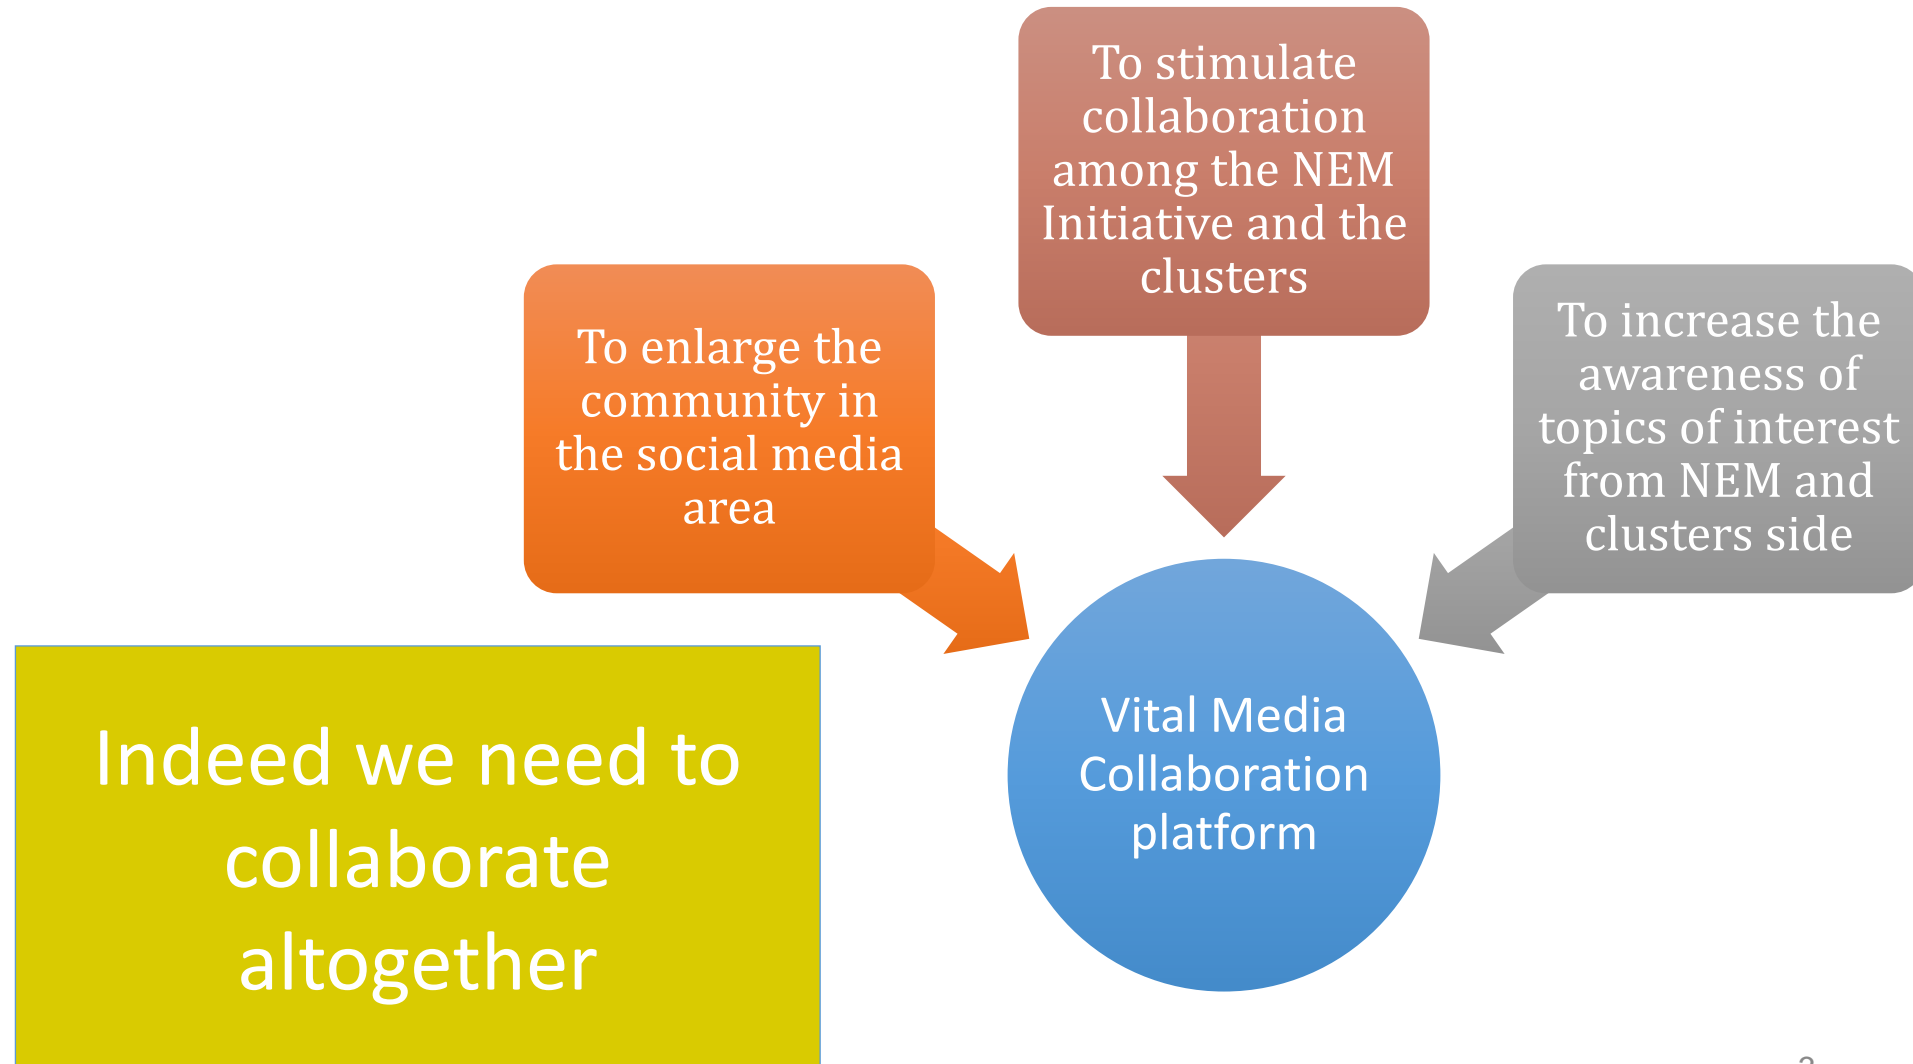 To stimulate
collaboration
among the NEM
Initiative and the
clusters
To enlarge the
community in
the social media
area
To increase the
awareness of
topics of interest
from NEM and
clusters side
Vital Media
Collaboration
platform
Indeed we need to
collaborate
altogether